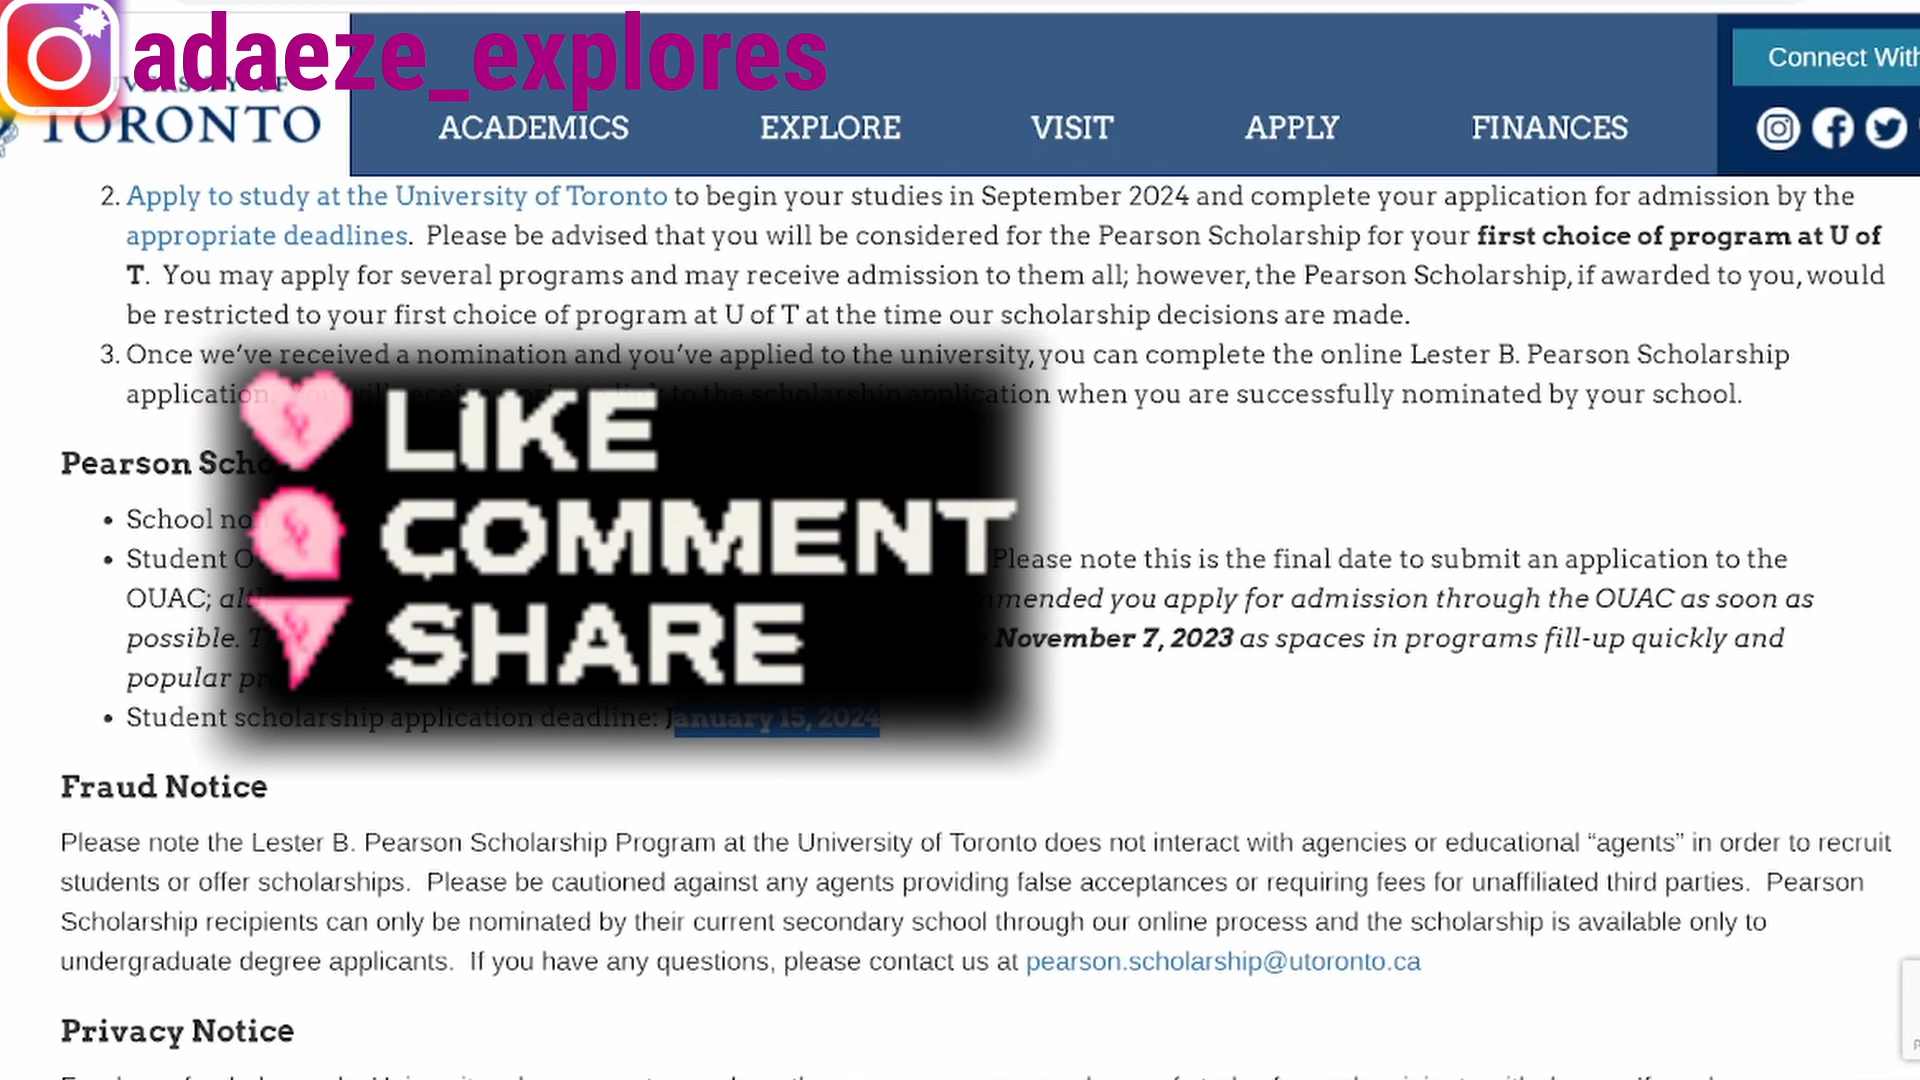 adaeze_explores
TORONTO
ACADEMICS EXPLORE VISIT APPLY FINANCES
Connect With
2. Apply to study at the University of Toronto to begin your studies in September 2024 and complete your application for admission by the
appropriate deadlines. Please be advised that you will be considered for the Pearson Scholarship for your first choice of program at U of
T. You may apply for several programs and may receive admission to them all; however, the Pearson Scholarship, if awarded to you, would
be restricted to your first choice of program at U of T at the time our scholarship decisions are made.
3. Once we've received a nomination and you've applied to the university, you can complete the online Lester B. Pearson Scholarship
application. to the scholarship application when you are successfully nominated by your school.
LIKE
COMMENT
SHARE
Pearson
• School
• Student Please note this is the final date to submit an application to the
OUAC; you apply for admission through the OUAC as soon as
possible. November 7, 2023 as spaces in programs fill-up quickly and
popular
• Student scholarship application deadline: January 15, 2024
Fraud Notice
Please note the Lester B. Pearson Scholarship Program at the University of Toronto does not interact with agencies or educational “agents” in order to recruit
students or offer scholarships. Please be cautioned against any agents providing false acceptances or requiring fees for unaffiliated third parties. Pearson
Scholarship recipients can only be nominated by their current secondary school through our online process and the scholarship is available only to
undergraduate degree applicants. If you have any questions, please contact us at pearson.scholarship@utoronto.ca
Privacy Notice